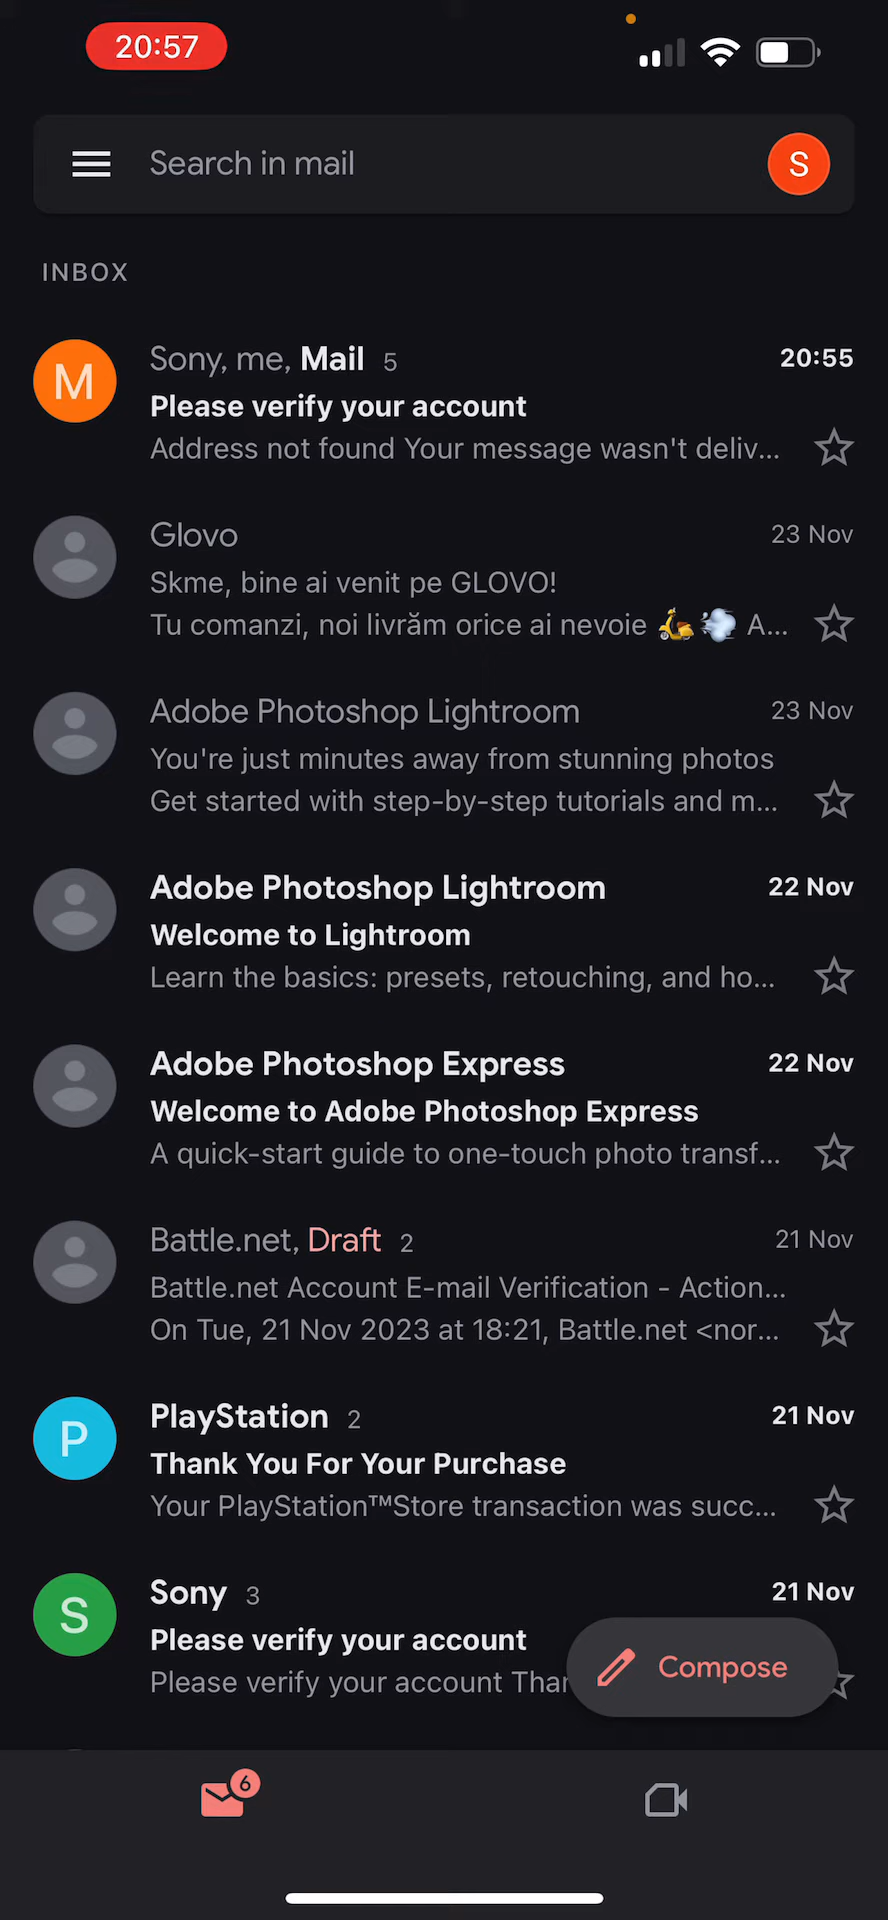 20:57
Search in mail
S
INBOX
M
Sony, me, Mail 5
20:55
Please verify your account
Address not found Your message wasn't deliv...
Glovo
23 Nov
Skme, bine ai venit pe GLOVO!
Tu comanzi, noi livrăm orice ai nevoie 🛵💨 A...
Adobe Photoshop Lightroom
23 Nov
You're just minutes away from stunning photos
Get started with step-by-step tutorials and m...
Adobe Photoshop Lightroom
22 Nov
Welcome to Lightroom
Learn the basics: presets, retouching, and ho...
Adobe Photoshop Express
22 Nov
Welcome to Adobe Photoshop Express
A quick-start guide to one-touch photo transf...
Battle.net, Draft 2
21 Nov
Battle.net Account E-mail Verification - Action...
On Tue, 21 Nov 2023 at 18:21, Battle.net <nor...
P
PlayStation 2
21 Nov
Thank You For Your Purchase
Your PlayStation™Store transaction was succ...
S
Sony 3
21 Nov
Please verify your account
Please verify your account Than
Compose
6